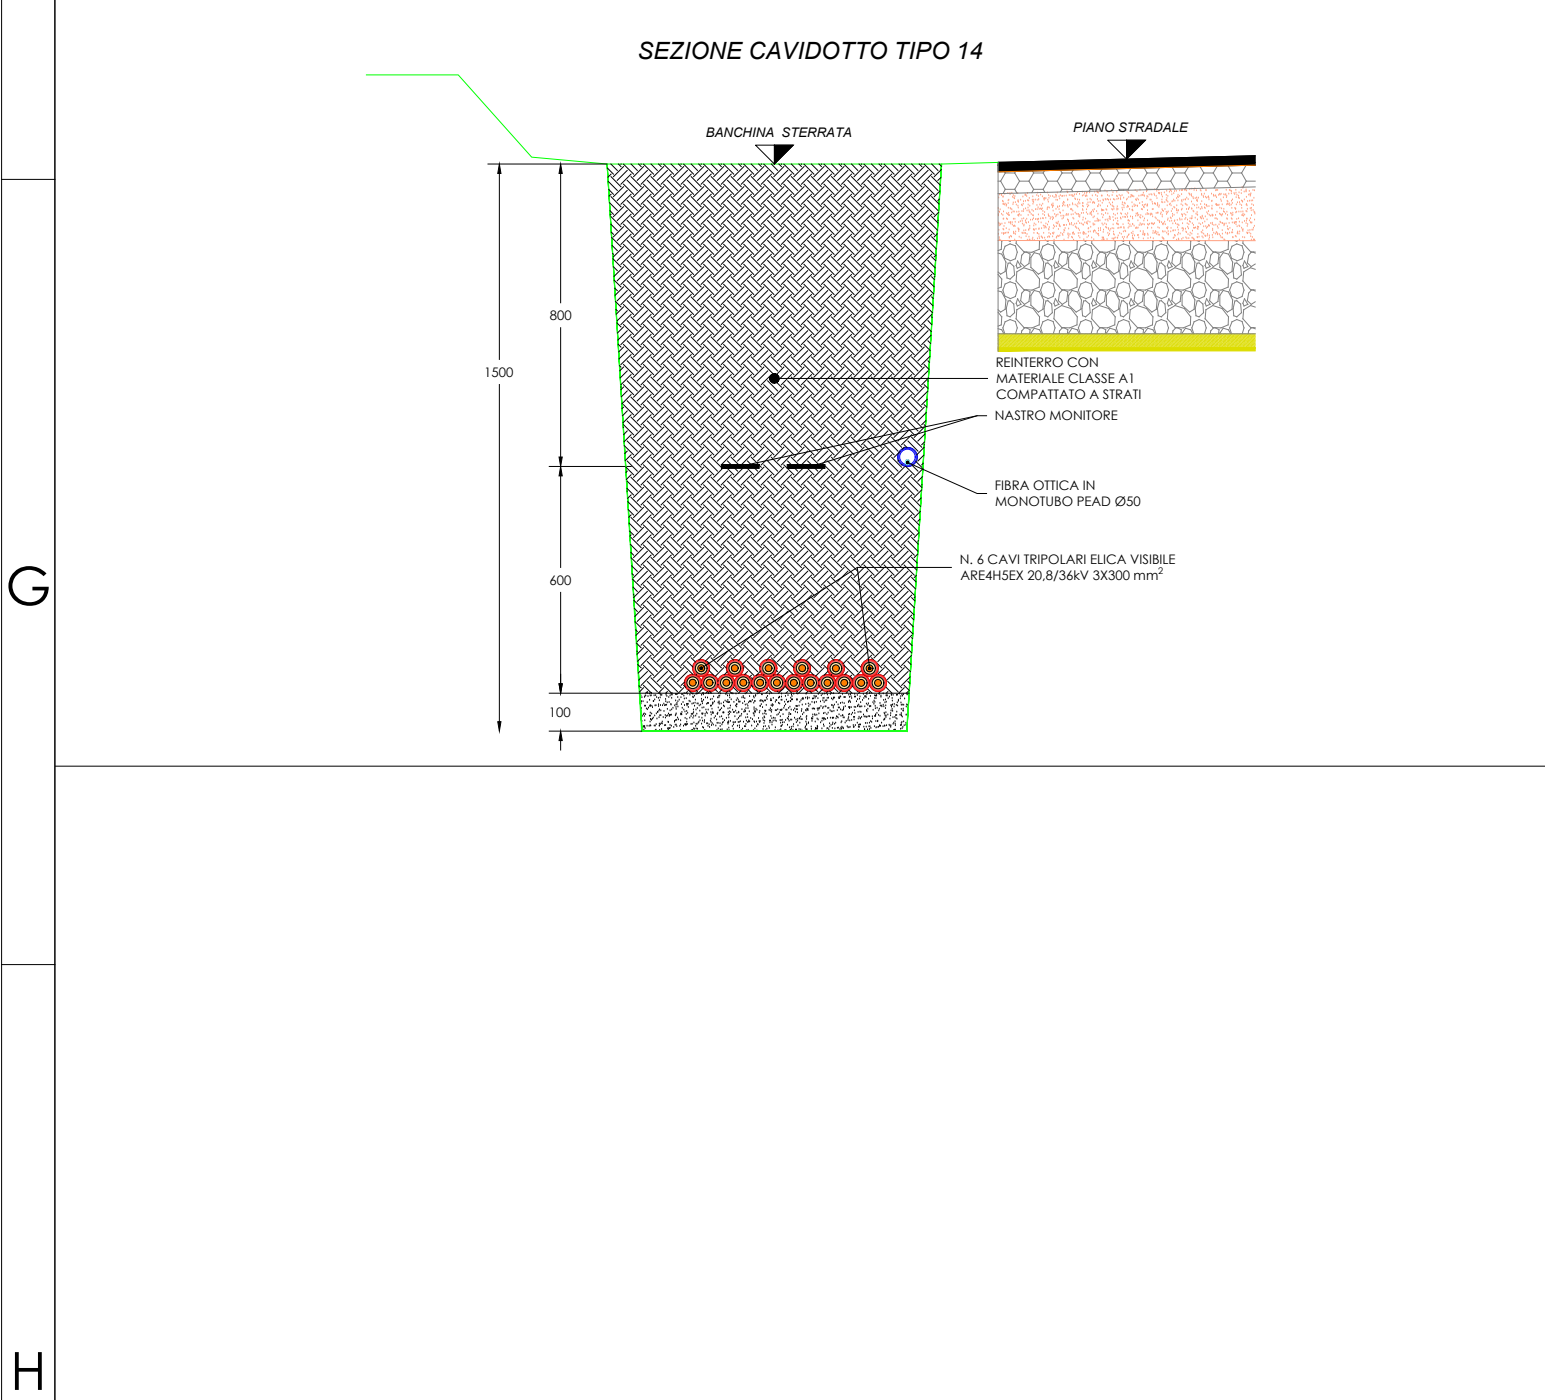 SEZIONE CAVIDOTTO TIPO 14
BANCHINA STERRATA
PIANO STRADALE
800
1500
REINTERRO CON
MATERIALE CLASSE A1
COMPATTATO A STRATI
NASTRO MONITORE
FIBRA OTTICA IN
MONOTUBO PEAD Ø50
N. 6 CAVI TRIPOLARI ELICA VISIBILE
ARE4H5EX 20,8/36kV 3X300 mm²
600
100
G
H